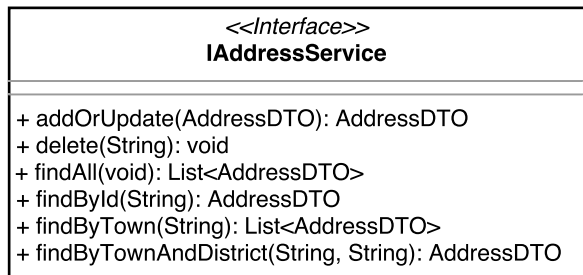 <<Interface>>
IAddressService
+ addOrUpdate(AddressDTO): AddressDTO
+ delete(String): void
+ findAll(void): List<AddressDTO>
+ findById(String): AddressDTO
+ findByTown(String): List<AddressDTO>
+ findByTownAndDistrict(String, String): AddressDTO